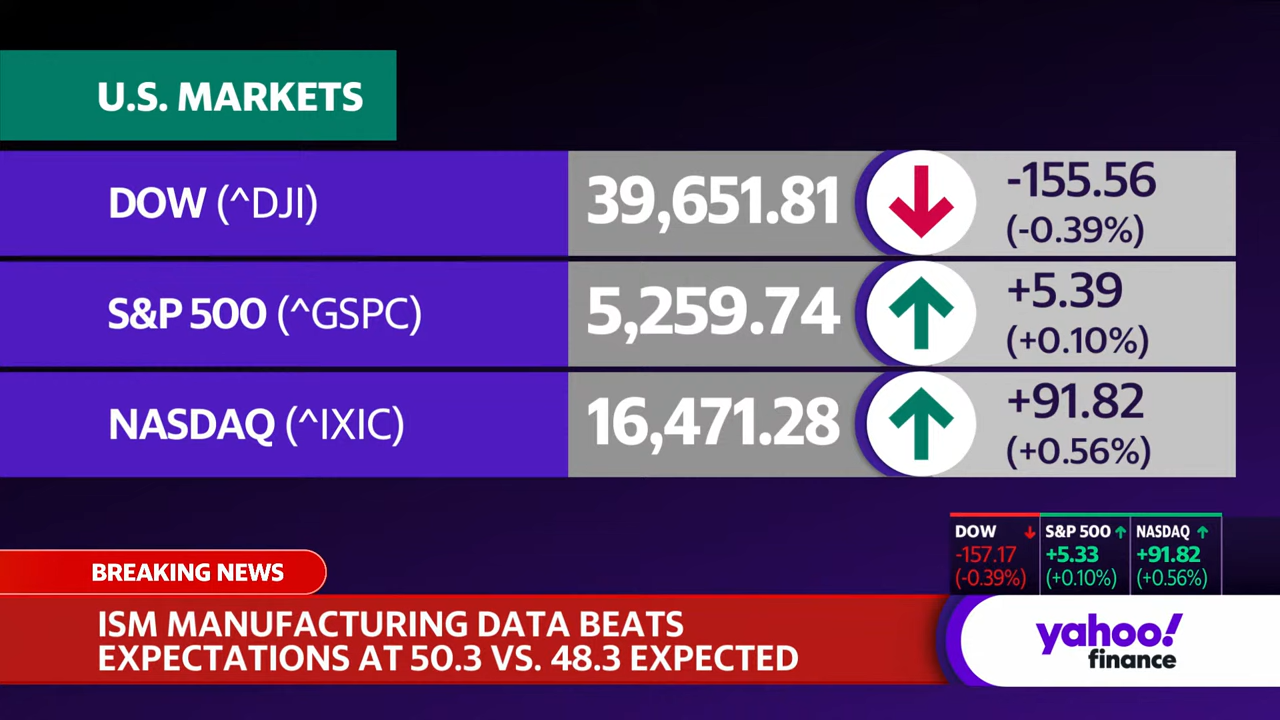 U.S. MARKETS
DOW (^DJI) 39,651.81 -155.56
(-0.39%)
S&P 500 (^GSPC) 5,259.74 +5.39
(+0.10%)
NASDAQ (^IXIC) 16,471.28 +91.82
(+0.56%)
DOW S&P 500 NASDAQ
-157.17 +5.33 +91.82
(-0.39%) (+0.10%) (+0.56%)
BREAKING NEWS
ISM MANUFACTURING DATA BEATS
EXPECTATIONS AT 50.3 VS. 48.3 EXPECTED
yahoo!
finance